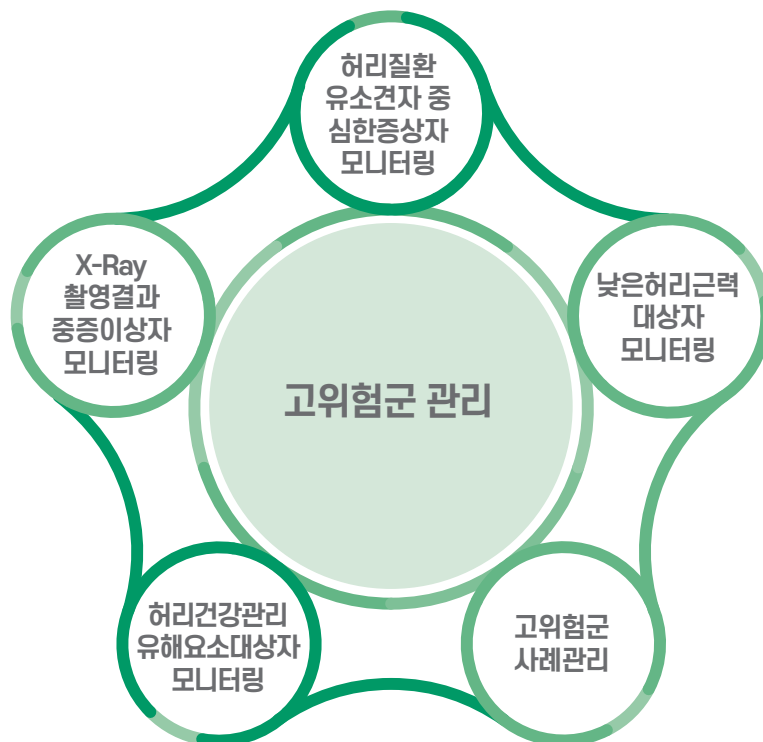 허리질환
유소견자 중
심한증상자
모니터링
X-Ray
촬영결과
중증이상자
모니터링
낮은허리근력
대상자
모니터링
고위험군 관리
허리건강관리
유해요소대상자
모니터링
고위험군
사례관리